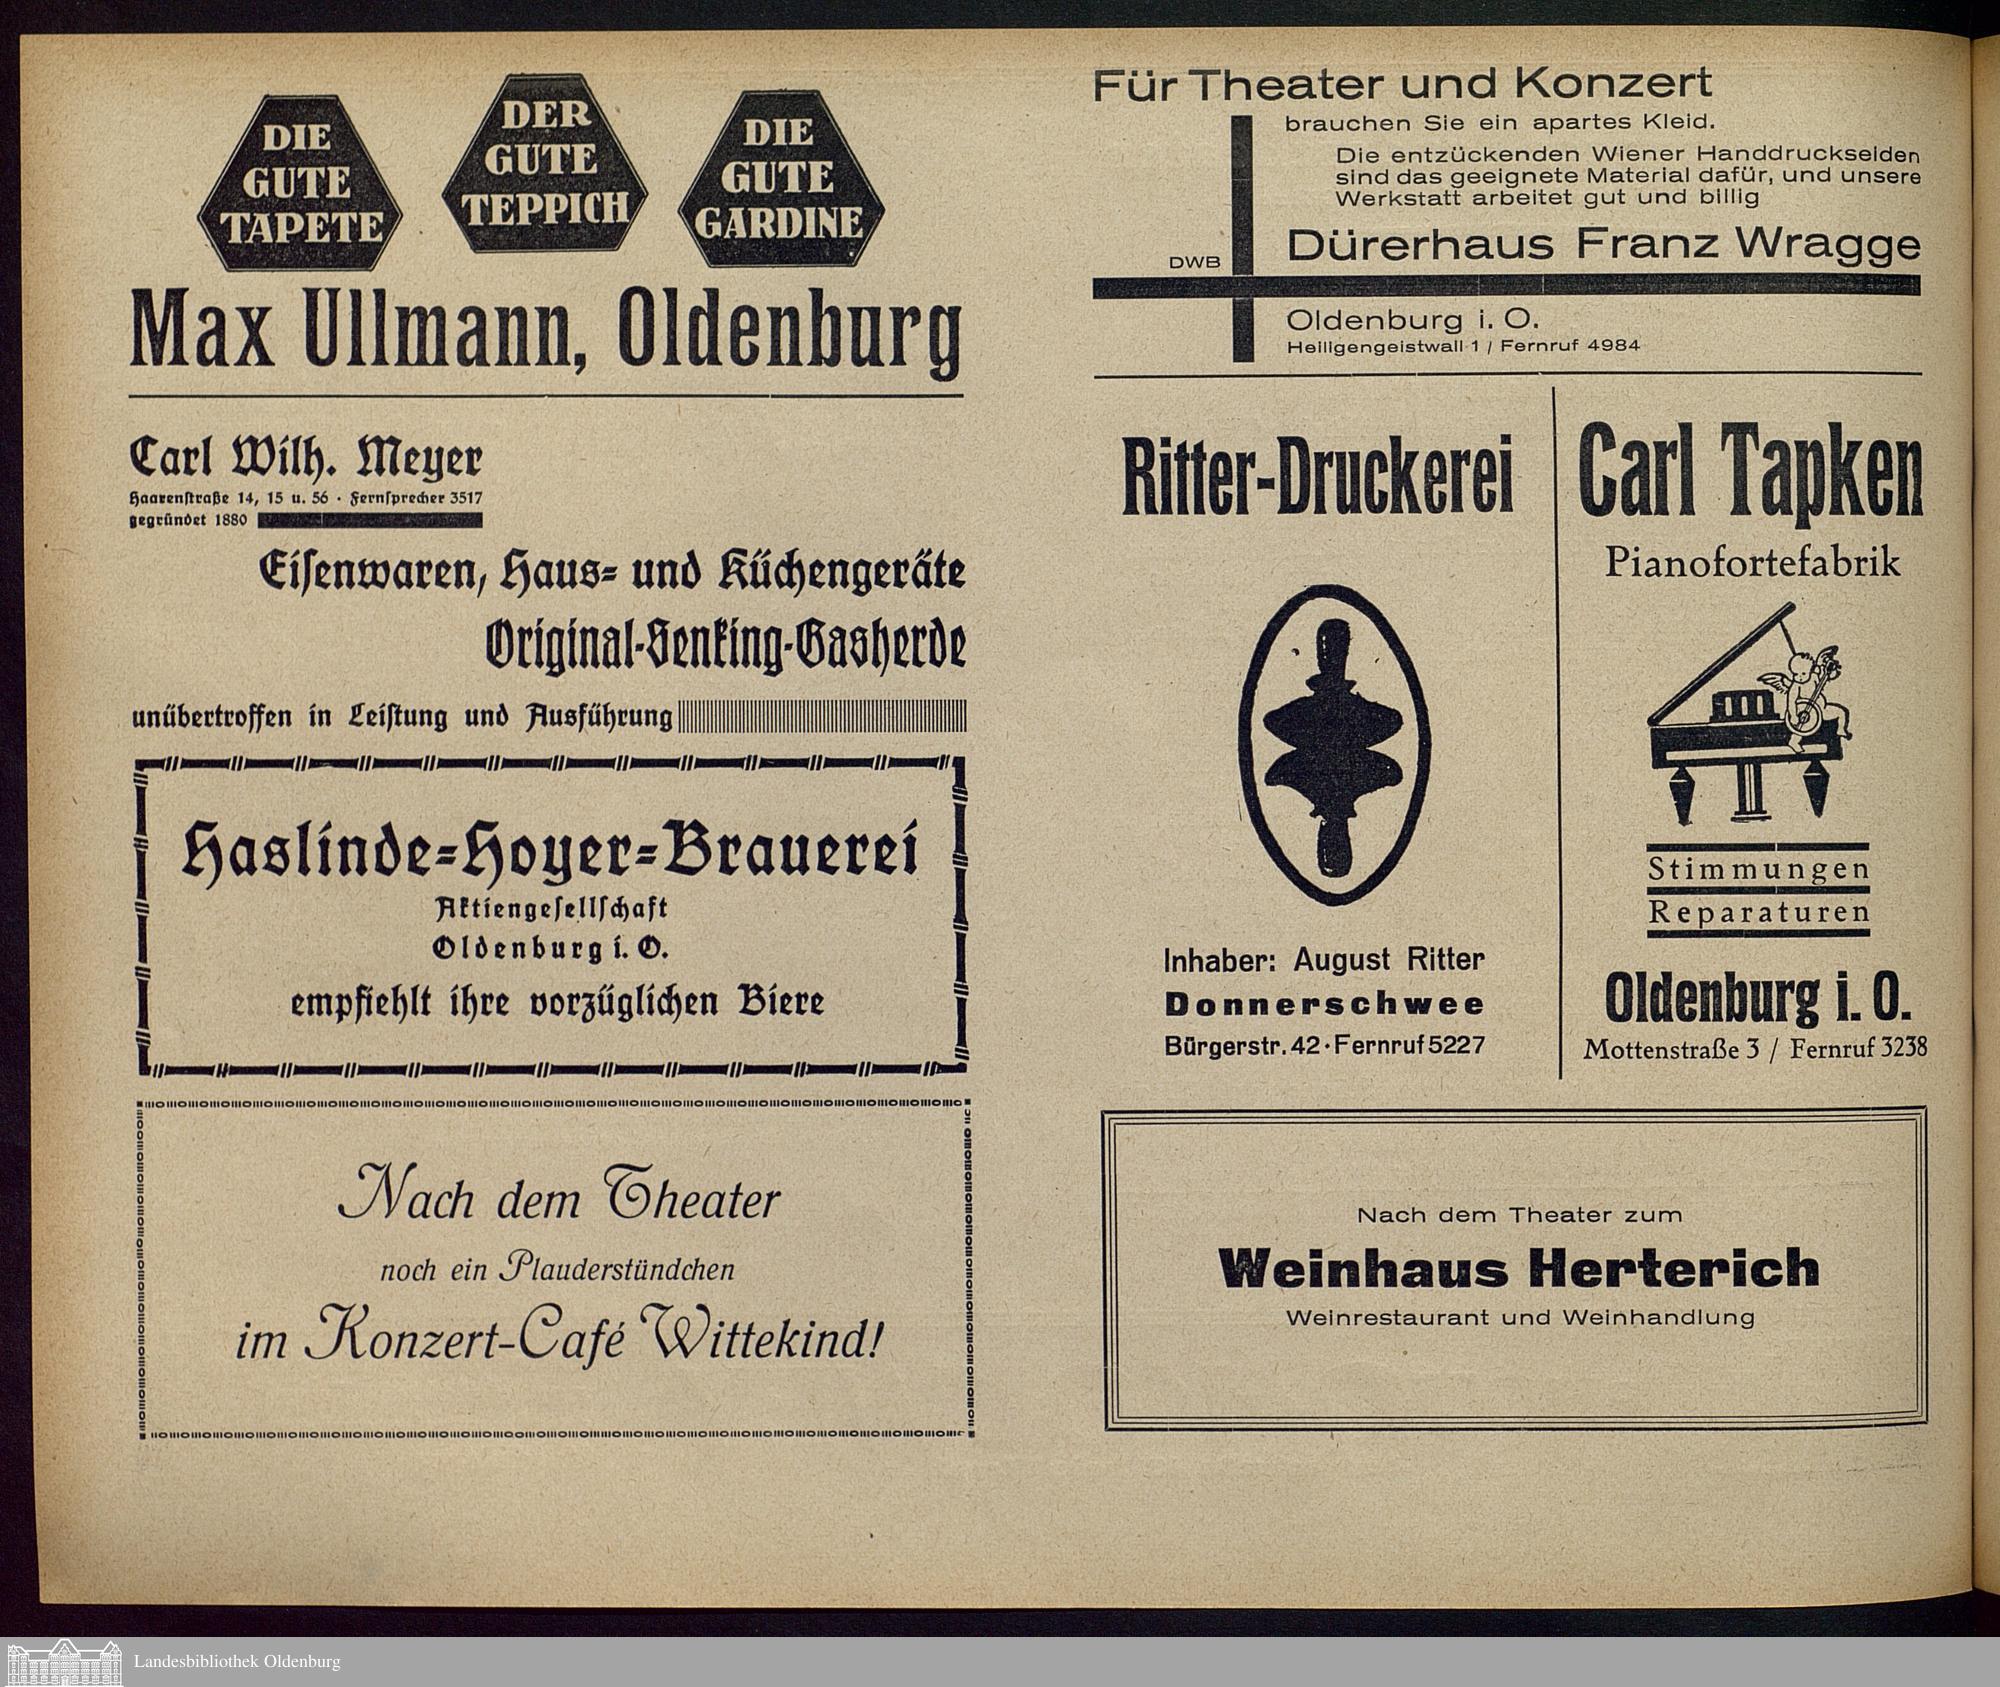 DIE
GUTE
TAPETE
DER
GUTE
TEPPICH
DIE
GUTE
GARDINE
Max Ullmann, Oldenburg
Carl Wilh. Meyer
Haarenſtraße 14, 15 u. 56 · Fernſprecher 3517
gegründet 1880
Eiſenwaren, Haus- und Küchengeräte
Original-Senking-Gasherde
unübertroffen in Leiſtung und Ausführung
Haslinde-Hoyer-Brauerei
Aktiengeſellſchaft
Oldenburg i. O.
empfiehlt ihre vorzüglichen Biere
Nach dem Theater
noch ein Plauderstündchen
im Konzert-Café Wittekind!
Für Theater und Konzert
brauchen Sie ein apartes Kleid.
Die entzückenden Wiener Handdruckseiden
sind das geeignete Material dafür, und unsere
Werkstatt arbeitet gut und billig
DWB
Dürerhaus Franz Wragge
Oldenburg i. O.
Heiligengeistwall 1 / Fernruf 4984
Ritter-Druckerei
Inhaber: August Ritter
Donnerschwee
Bürgerstr. 42 · Fernruf 5227
Carl Tapken
Pianofortefabrik
Stimmungen
Reparaturen
Oldenburg i. O.
Mottenstraße 3 / Fernruf 3238
Nach dem Theater zum
Weinhaus Herterich
Weinrestaurant und Weinhandlung
Landesbibliothek Oldenburg